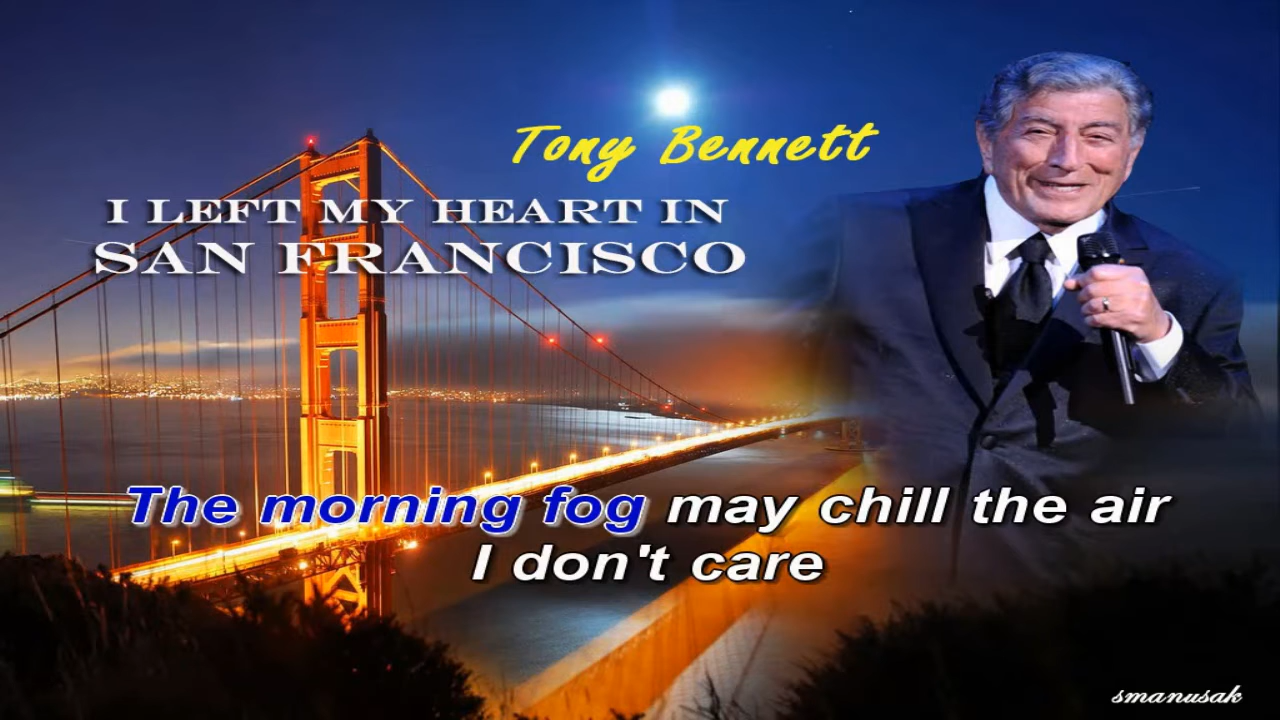 Tony Bennett
I LEFT MY HEART IN
SAN FRANCISCO
The morning fog may chill the air
I don't care
smanusak